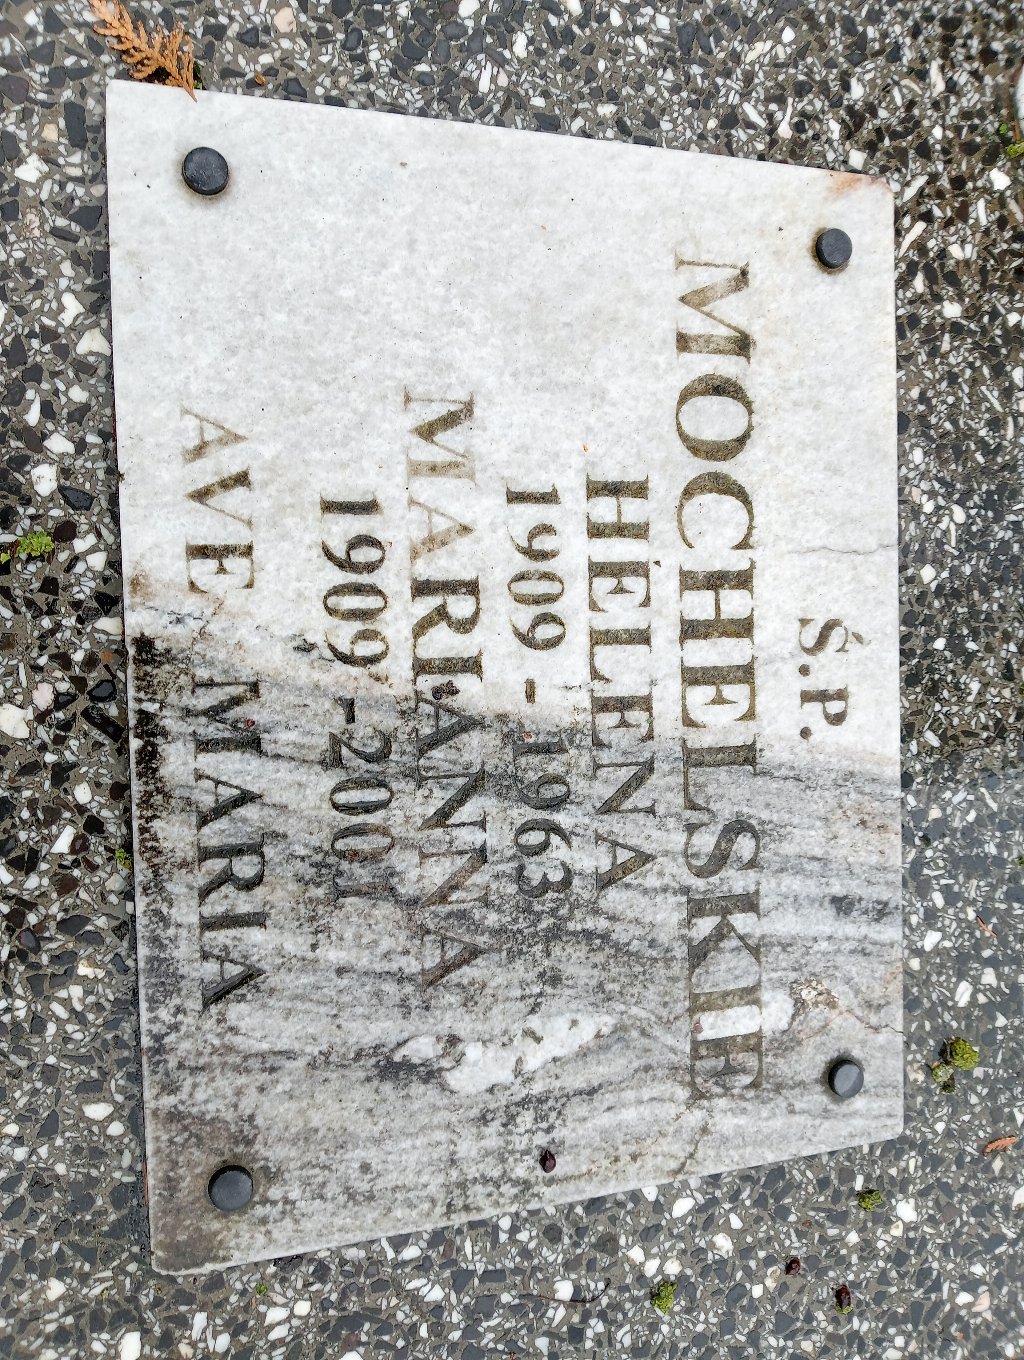 Ś.P.
MOCHELSKIE
HELENA
1909 - 1963
MARIANNA
1909 - 2001
AVE MARIA